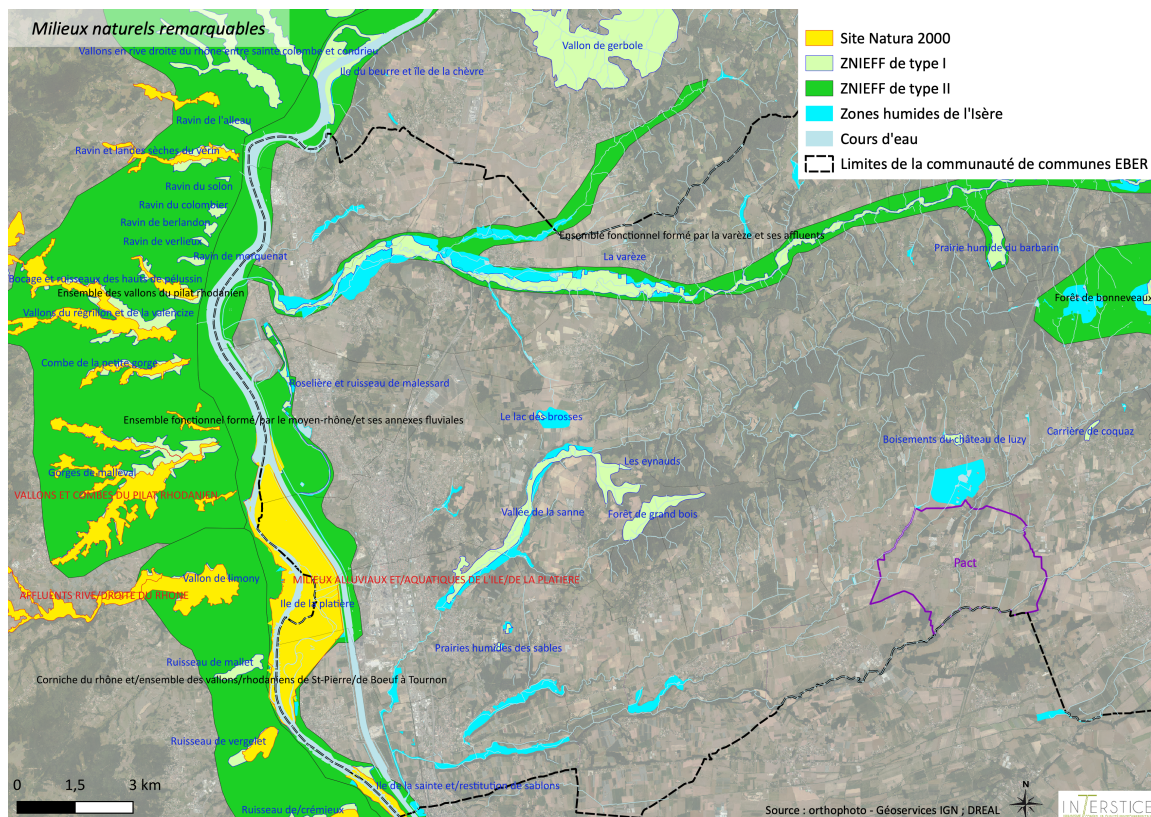 Milieux naturels remarquables
Site Natura 2000
ZNIEFF de type I
ZNIEFF de type II
Zones humides de l'Isère
Cours d'eau
Limites de la communauté de communes EBER
Vallons en rive droite du rhône entre sainte colombe et condrieu
Vallon de gerbole
Ile du beurre et île de la chèvre
Ravin de l'alleau
Ravin et landes sèches du vérin
Ravin du solon
Ravin du colombier
Ravin de berlandon
Ravin de verlieux
Ravin de morquenat
Ensemble fonctionnel formé par la varèze et ses affluents
La varèze
Prairie humide du barbarin
Bocage et ruisseaux des hauts de pélussin
Ensemble des vallons du pilat rhodanien
Forêt de bonneveaux
Vallons du régrillon et de la valencize
Combe de la petite gorge
Roselière et ruisseau de malessard
Ensemble fonctionnel formé/par le moyen-rhône/et ses annexes fluviales
Le lac des brosses
Carrière de coquaz
Boisements du château de luzy
Gorges de malleval
Les eynauds
VALLONS ET COMBES DU PILAT RHODANIEN
Vallée de la sanne
Forêt de grand bois
Pact
Vallon de limony
MILIEUX ALLUVIAUX ET/AQUATIQUES DE L'ILE/DE LA PLATIERE
AFFLUENTS RIVE/DROITE DU RHONE
Ile de la platière
Prairies humides des sables
Ruisseau de mallet
Corniche du rhône et/ensemble des vallons/rhodaniens de St-Pierre/de Boeuf à Tournon
Ruisseau de vergelet
Ile de la sainte et/restitution de sablons
0 1,5 3 km
Ruisseau de/crémieux
Source : orthophoto - Géoservices IGN ; DREAL
N
INTERSTICE